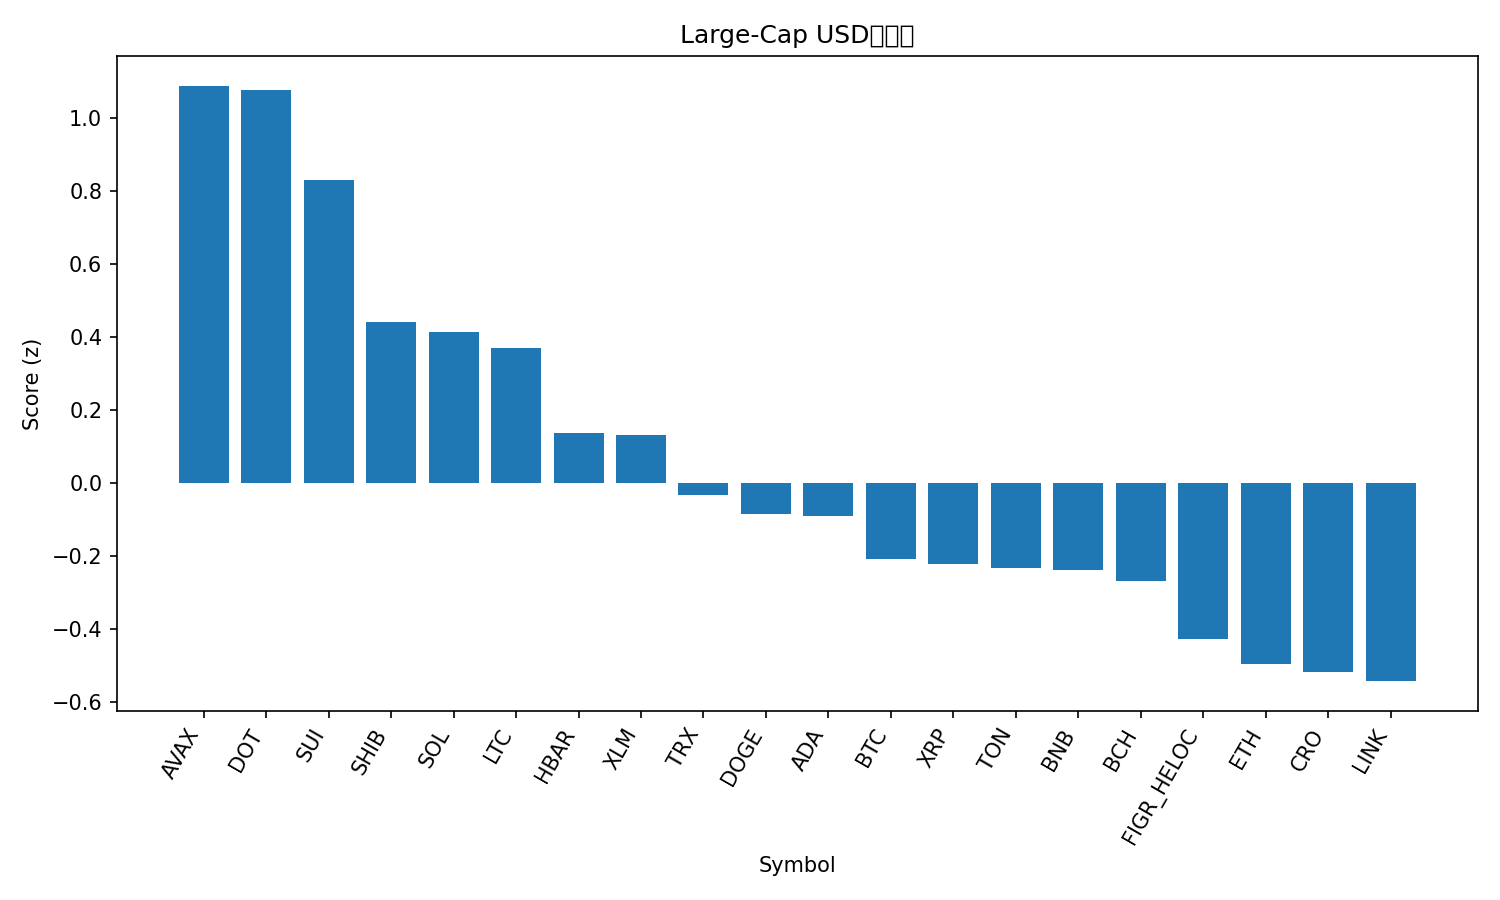 Large-Cap USD
Score (z)
1.0
0.8
0.6
0.4
0.2
0.0
−0.2
−0.4
−0.6
AVAX
DOT
SUI
SHIB
SOL
LTC
HBAR
XLM
TRX
DOGE
ADA
BTC
XRP
TON
BNB
BCH
FIGR_HELOC
ETH
CRO
LINK
Symbol